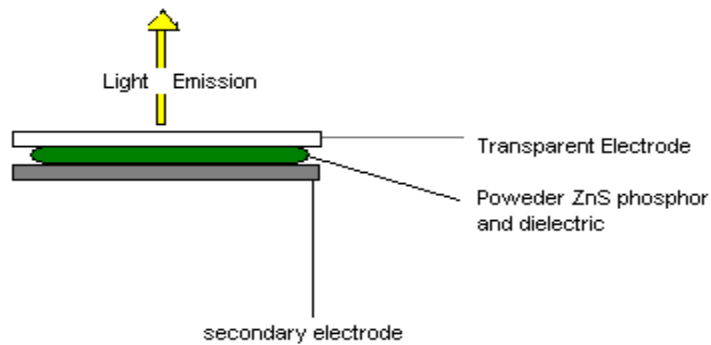 Light Emission
Transparent Electrode
Poweder ZnS phosphor
and dielectric
secondary electrode